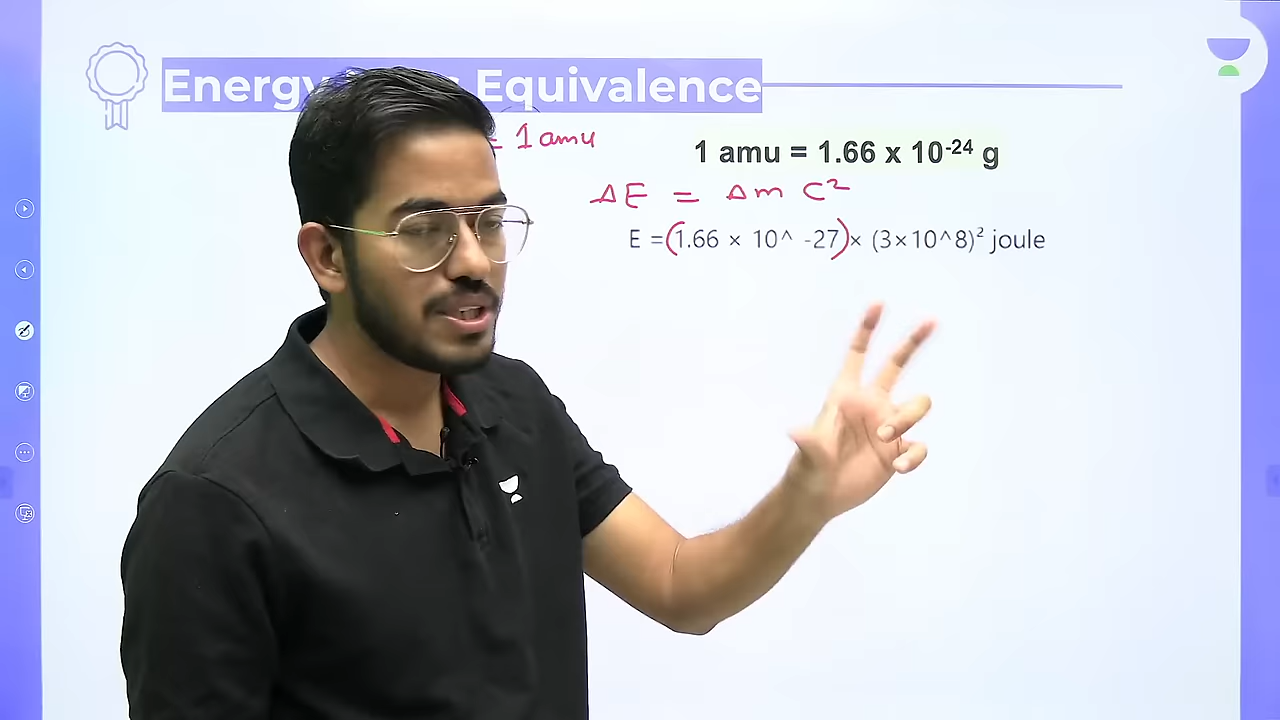 Energy Equivalence
= 1 amu
1 amu = 1.66 x 10⁻²⁴ g
ΔE = Δm C²
E = (1.66 × 10^ -27) × (3×10^8)² joule